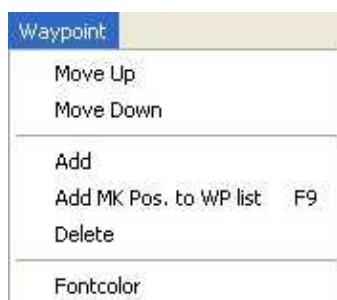 Waypoint
Move Up
Move Down
Add
Add MK Pos. to WP list F9
Delete
Fontcolor